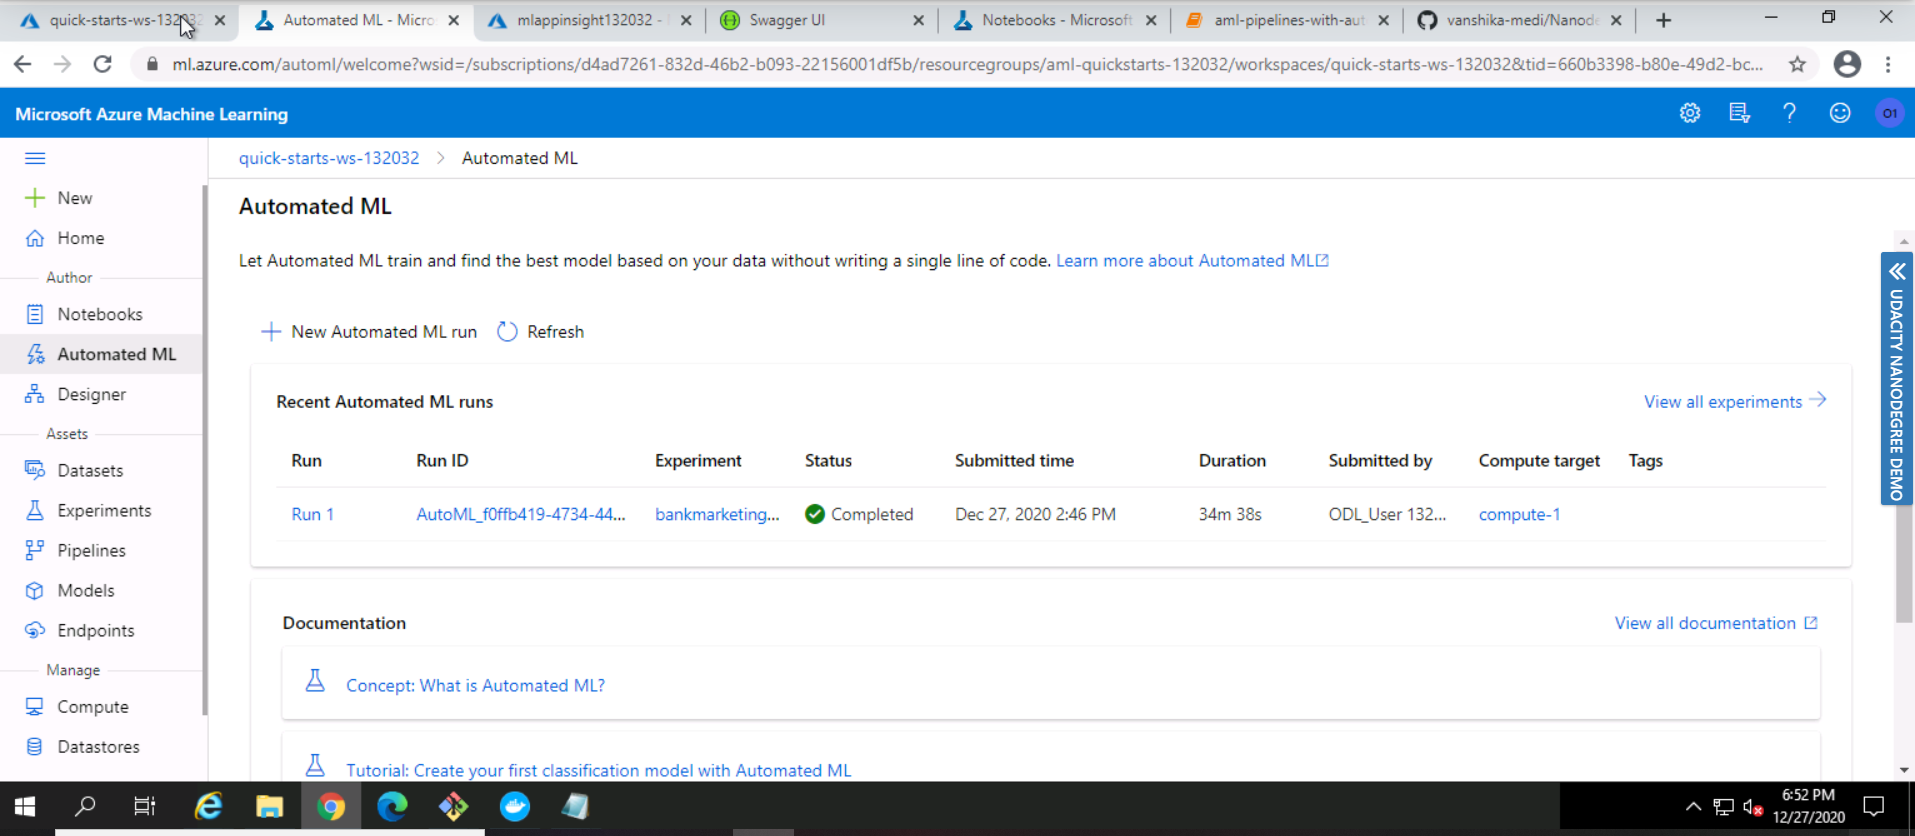 quick-starts-ws-132032
Automated ML - Micro
mlappinsight132032 -
Swagger UI
Notebooks - Microsoft
aml-pipelines-with-aut
vanshika-medi/Nanode
ml.azure.com/automl/welcome?wsid=/subscriptions/d4ad7261-832d-46b2-b093-22156001df5b/resourcegroups/aml-quickstarts-132032/workspaces/quick-starts-ws-132032&tid=660b3398-b80e-49d2-bc...
Microsoft Azure Machine Learning
O1
quick-starts-ws-132032 > Automated ML
New
Home
Author
Notebooks
Automated ML
Designer
Assets
Datasets
Experiments
Pipelines
Models
Endpoints
Manage
Compute
Datastores
Automated ML
Let Automated ML train and find the best model based on your data without writing a single line of code. Learn more about Automated ML
New Automated ML run Refresh
Recent Automated ML runs View all experiments
Run Run ID Experiment Status Submitted time Duration Submitted by Compute target Tags
Run 1 AutoML_f0ffb419-4734-44... bankmarketing... Completed Dec 27, 2020 2:46 PM 34m 38s ODL_User 132... compute-1
Documentation View all documentation
Concept: What is Automated ML?
Tutorial: Create your first classification model with Automated ML
UDACITY NANODEGREE DEMO
6:52 PM
12/27/2020